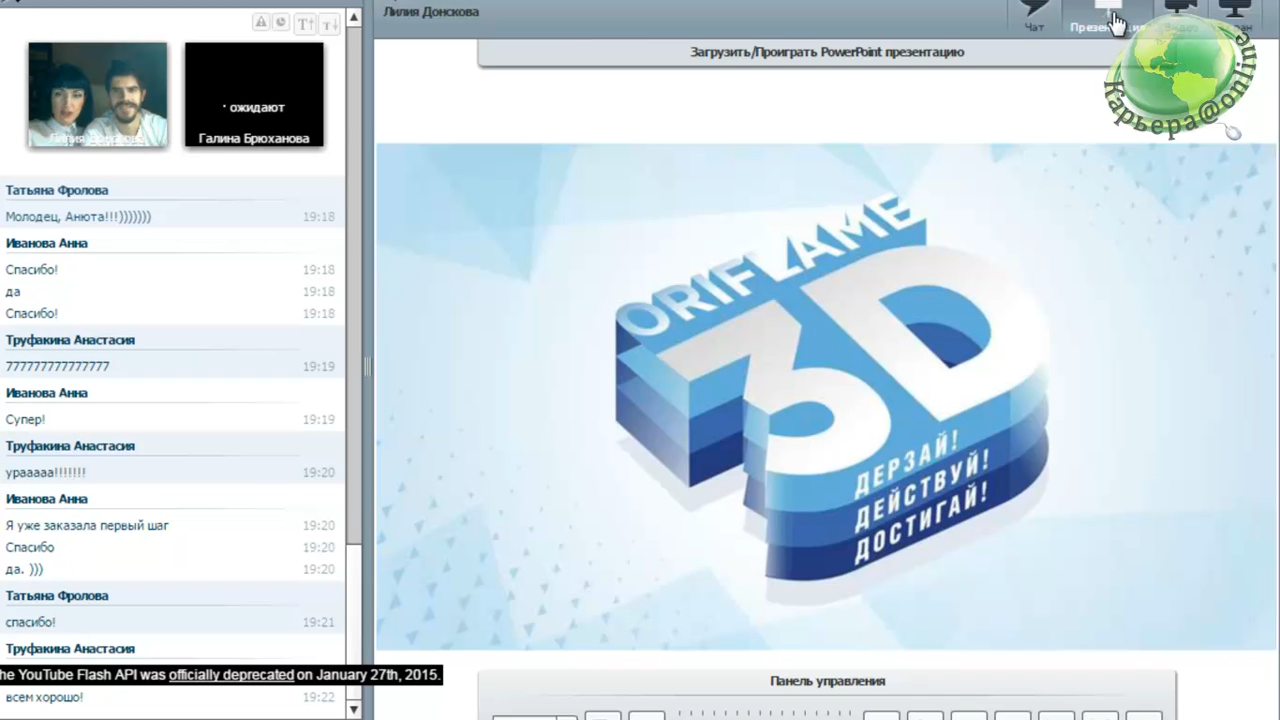 Лилия Донскова
Чат
Загрузить/Проиграть PowerPoint презентацию
Карьера@online
ожидают
Галина Брюханова
Татьяна Фролова
Молодец, Анюта!!!))))))) 19:18
Иванова Анна
Спасибо! 19:18
да 19:18
Спасибо! 19:18
Труфакина Анастасия
777777777777777 19:19
Иванова Анна
Супер! 19:19
Труфакина Анастасия
урааааа!!!!!!! 19:20
Иванова Анна
Я уже заказала первый шаг 19:20
Спасибо 19:20
да. ))) 19:20
Татьяна Фролова
спасибо! 19:21
Труфакина Анастасия
he YouTube Flash API was officially deprecated on January 27th, 2015.
всем хорошо! 19:22
ORIFLAME
3D
ДЕРЗАЙ!
ДЕЙСТВУЙ!
ДОСТИГАЙ!
Панель управления